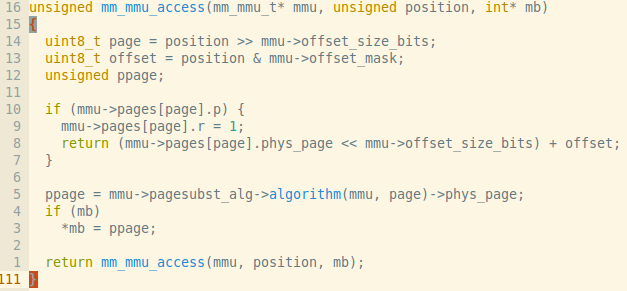 16 unsigned mm_mmu_access(mm_mmu_t* mmu, unsigned position, int* mb)
15 {
14   uint8_t page = position >> mmu->offset_size_bits;
13   uint8_t offset = position & mmu->offset_mask;
12   unsigned ppage;
11
10   if (mmu->pages[page].p) {
9     mmu->pages[page].r = 1;
8     return (mmu->pages[page].phys_page << mmu->offset_size_bits) + offset;
7   }
6
5   ppage = mmu->pagesubst_alg->algorithm(mmu, page)->phys_page;
4   if (mb)
3     *mb = ppage;
2
1   return mm_mmu_access(mmu, position, mb);
111 }